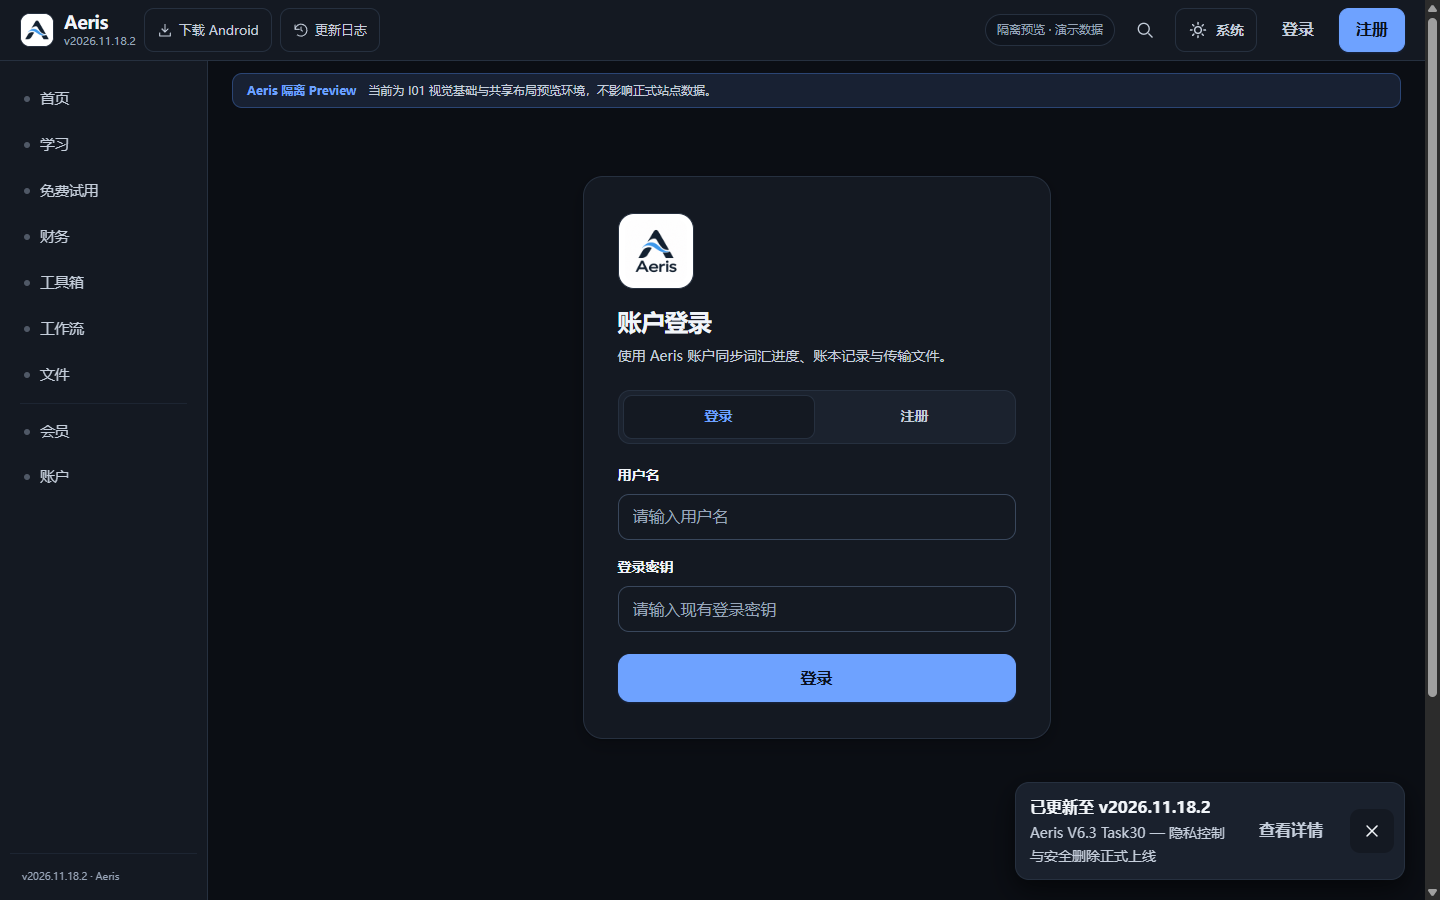 Aeris
v2026.11.18.2
下载 Android
更新日志
隔离预览 · 演示数据
系统
登录
注册
首页
学习
免费试用
财务
工具箱
工作流
文件
会员
账户
v2026.11.18.2 · Aeris
Aeris 隔离 Preview 当前为 I01 视觉基础与共享布局预览环境，不影响正式站点数据。
Aeris
账户登录
使用 Aeris 账户同步词汇进度、账本记录与传输文件。
登录
注册
用户名
请输入用户名
登录密钥
请输入现有登录密钥
登录
已更新至 v2026.11.18.2
Aeris V6.3 Task30 — 隐私控制
与安全删除正式上线
查看详情